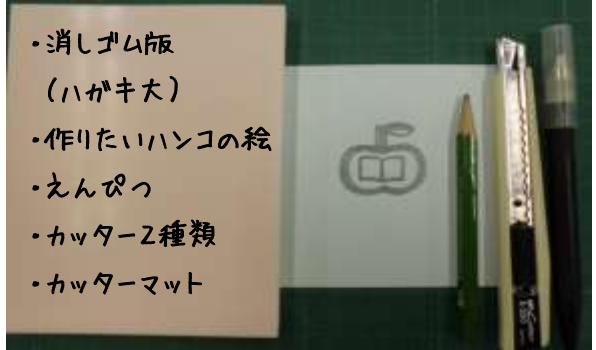 ・消しゴム版
（ハガキ大）
・作りたいハンコの絵
・えんぴつ
・カッター2種類
・カッターマット